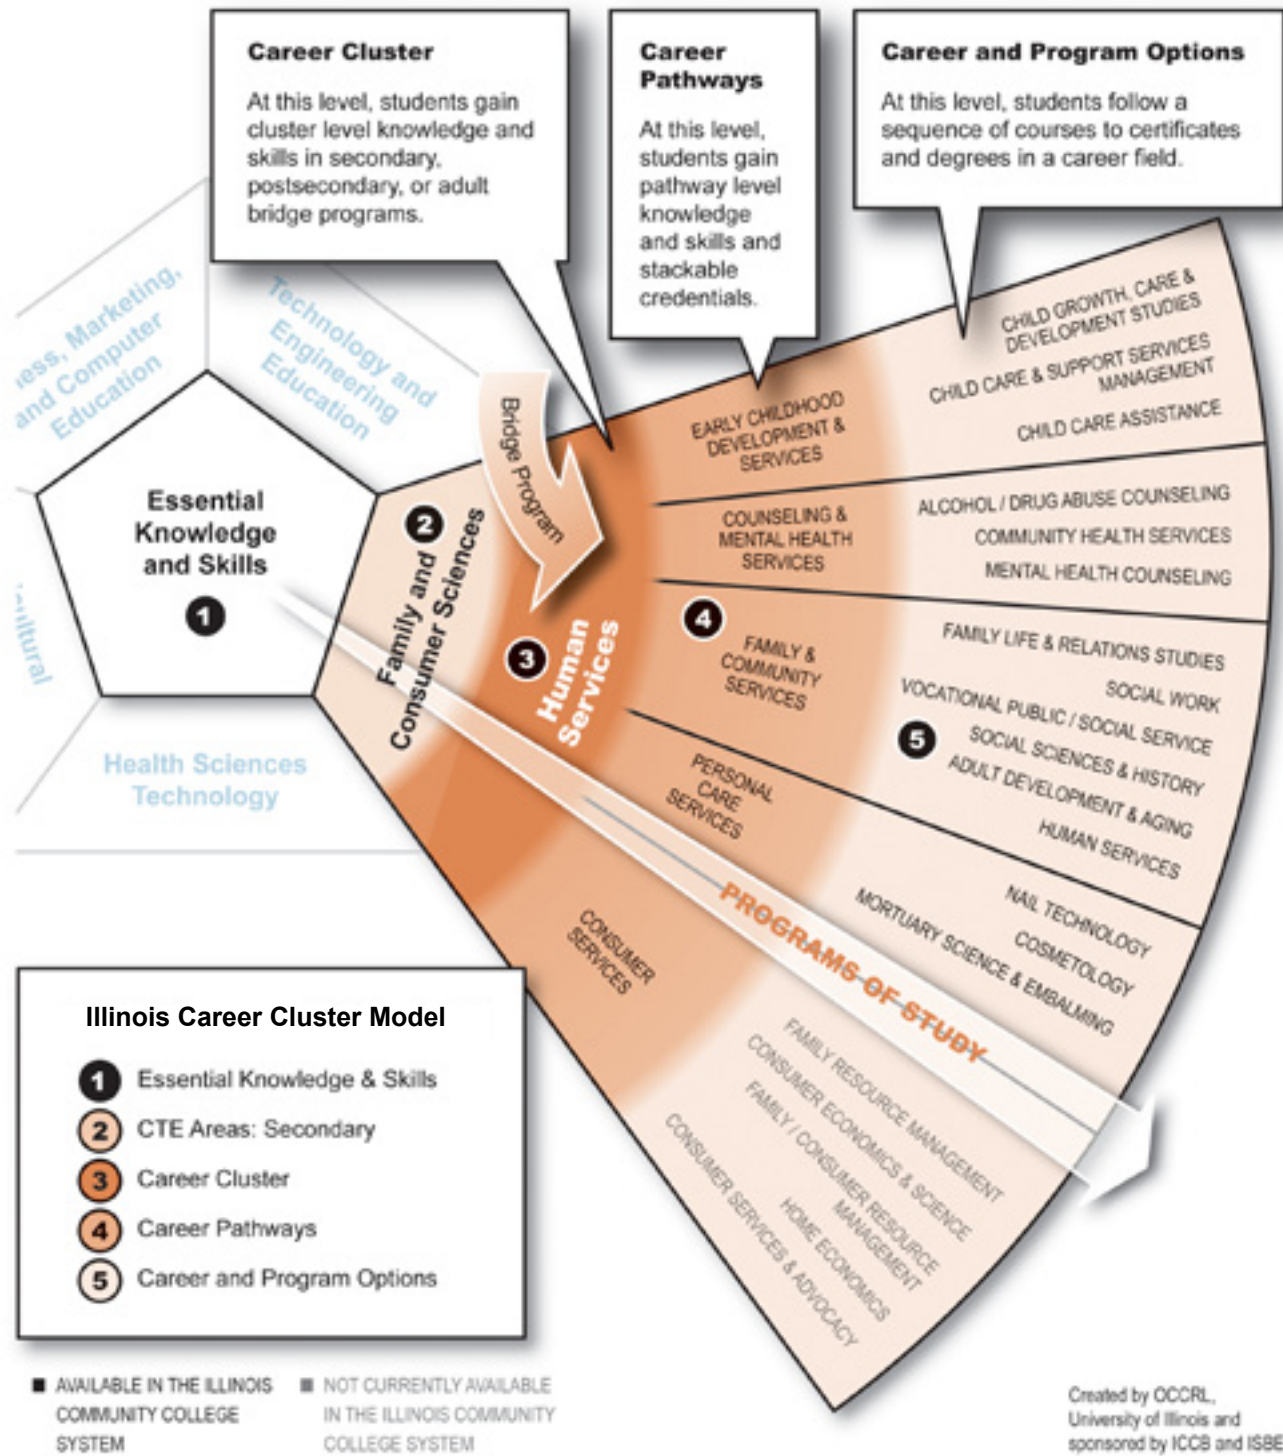 Career Cluster
At this level, students gain
cluster level knowledge and
skills in secondary,
postsecondary, or adult
bridge programs.
Career
Pathways
At this level,
students gain
pathway level
knowledge
and skills and
stackable
credentials.
Career and Program Options
At this level, students follow a
sequence of courses to certificates
and degrees in a career field.
Marketing,
and Computer
Education
Technology and
Engineering
Education
Essential
Knowledge
and Skills
1
Health Sciences
Technology
2
Family and
Consumer Sciences
Bridge Program
3
Human
Services
4
EARLY CHILDHOOD
DEVELOPMENT &
SERVICES
COUNSELING &
MENTAL HEALTH
SERVICES
FAMILY &
COMMUNITY
SERVICES
PERSONAL
CARE
SERVICES
CONSUMER
SERVICES
5
CHILD GROWTH, CARE &
DEVELOPMENT STUDIES
CHILD CARE & SUPPORT SERVICES
MANAGEMENT
CHILD CARE ASSISTANCE
ALCOHOL / DRUG ABUSE COUNSELING
COMMUNITY HEALTH SERVICES
MENTAL HEALTH COUNSELING
FAMILY LIFE & RELATIONS STUDIES
SOCIAL WORK
VOCATIONAL PUBLIC / SOCIAL SERVICE
SOCIAL SCIENCES & HISTORY
ADULT DEVELOPMENT & AGING
HUMAN SERVICES
NAIL TECHNOLOGY
COSMETOLOGY
MORTUARY SCIENCE & EMBALMING
PROGRAMS OF STUDY
FAMILY RESOURCE MANAGEMENT
CONSUMER ECONOMICS & SCIENCE
FAMILY / CONSUMER RESOURCE
MANAGEMENT
HOME ECONOMICS
CONSUMER SERVICES & ADVOCACY
Illinois Career Cluster Model
1 Essential Knowledge & Skills
2 CTE Areas: Secondary
3 Career Cluster
4 Career Pathways
5 Career and Program Options
AVAILABLE IN THE ILLINOIS
COMMUNITY COLLEGE
SYSTEM
NOT CURRENTLY AVAILABLE
IN THE ILLINOIS COMMUNITY
COLLEGE SYSTEM
Created by OCCRL,
University of Illinois and
sponsored by ICCB and ISBE